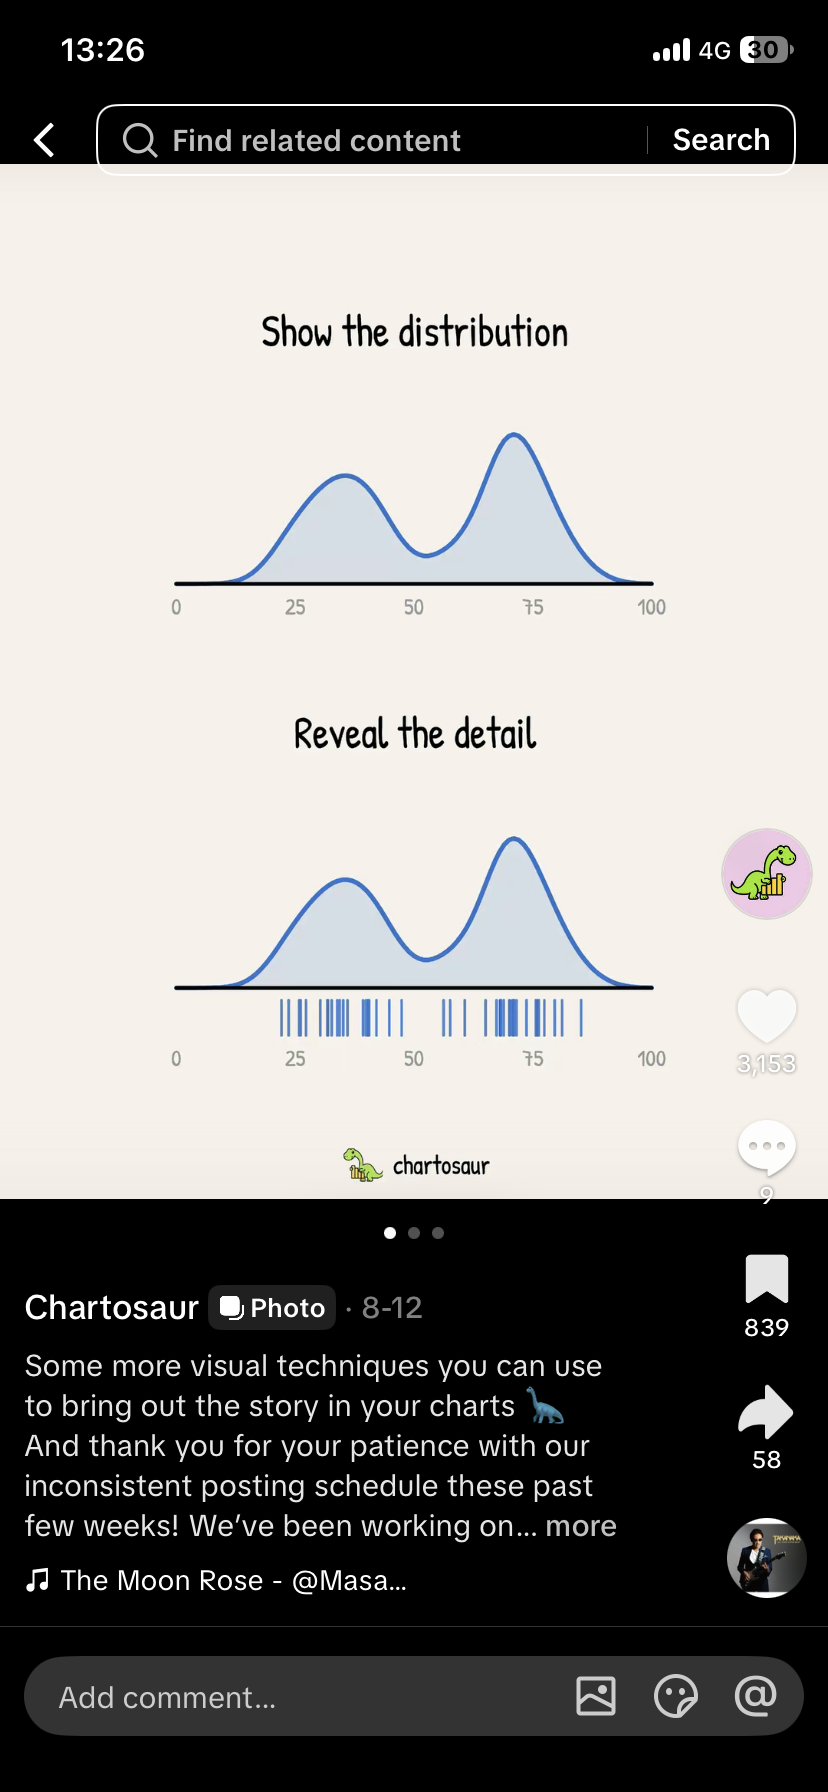 13:26
4G 30
Find related content
Search
Show the distribution
0 25 50 75 100
Reveal the detail
0 25 50 75 100
chartosaur
3,153
9
839
58
Chartosaur Photo · 8-12
Some more visual techniques you can use
to bring out the story in your charts 🦕
And thank you for your patience with our
inconsistent posting schedule these past
few weeks! We’ve been working on... more
The Moon Rose - @Masa...
Add comment...